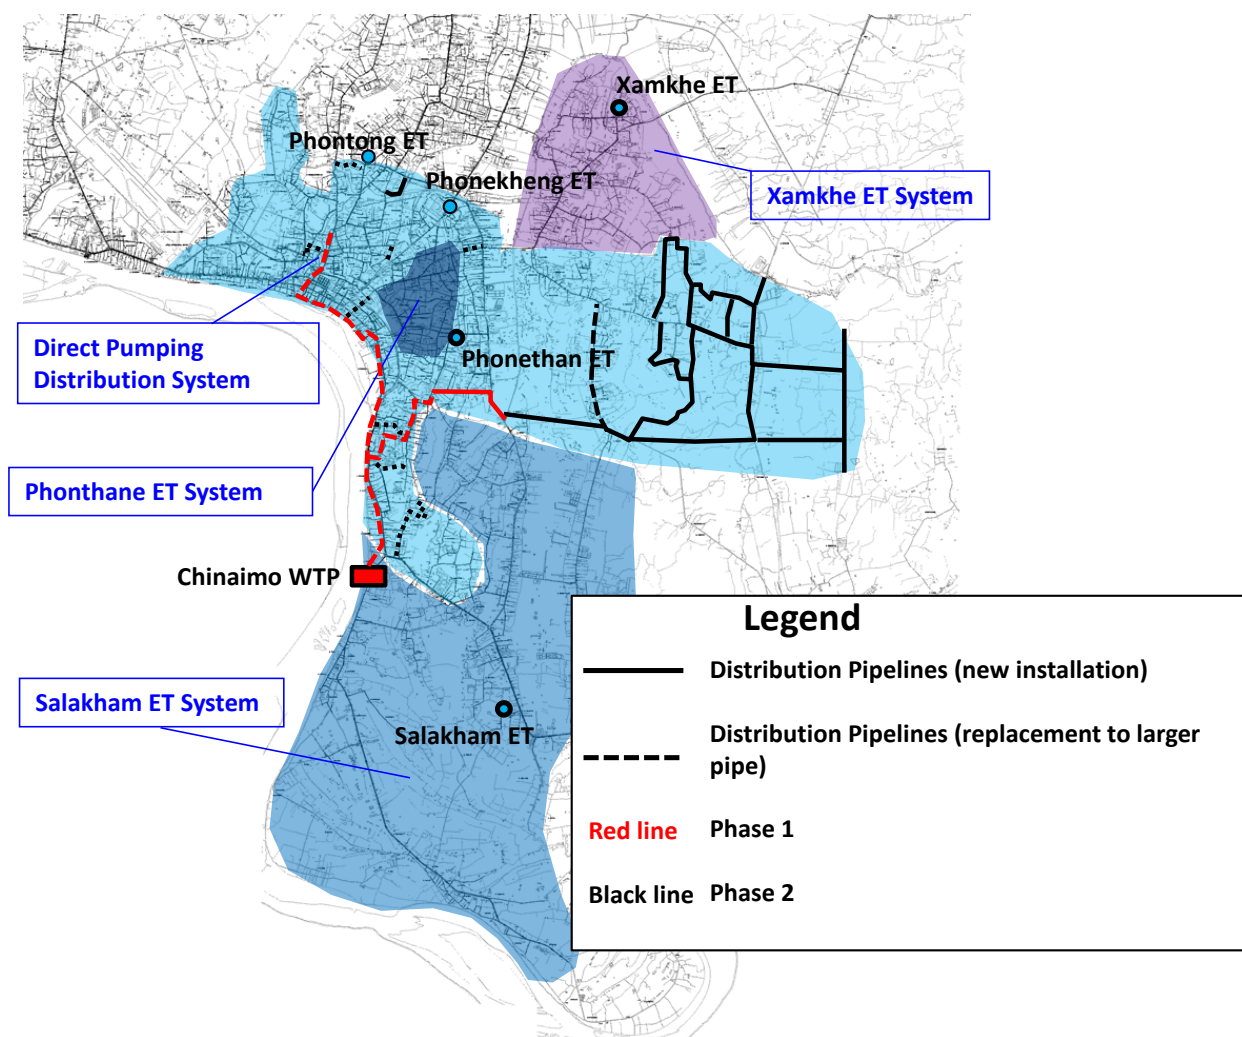 Xamkhe ET
Phontong ET
Phonekheng ET
Xamkhe ET System
Direct Pumping
Distribution System
Phonethan ET
Phonthane ET System
Chinaimo WTP
Salakham ET System
Salakham ET
Legend
Distribution Pipelines (new installation)
Distribution Pipelines (replacement to larger
pipe)
Red line Phase 1
Black line Phase 2